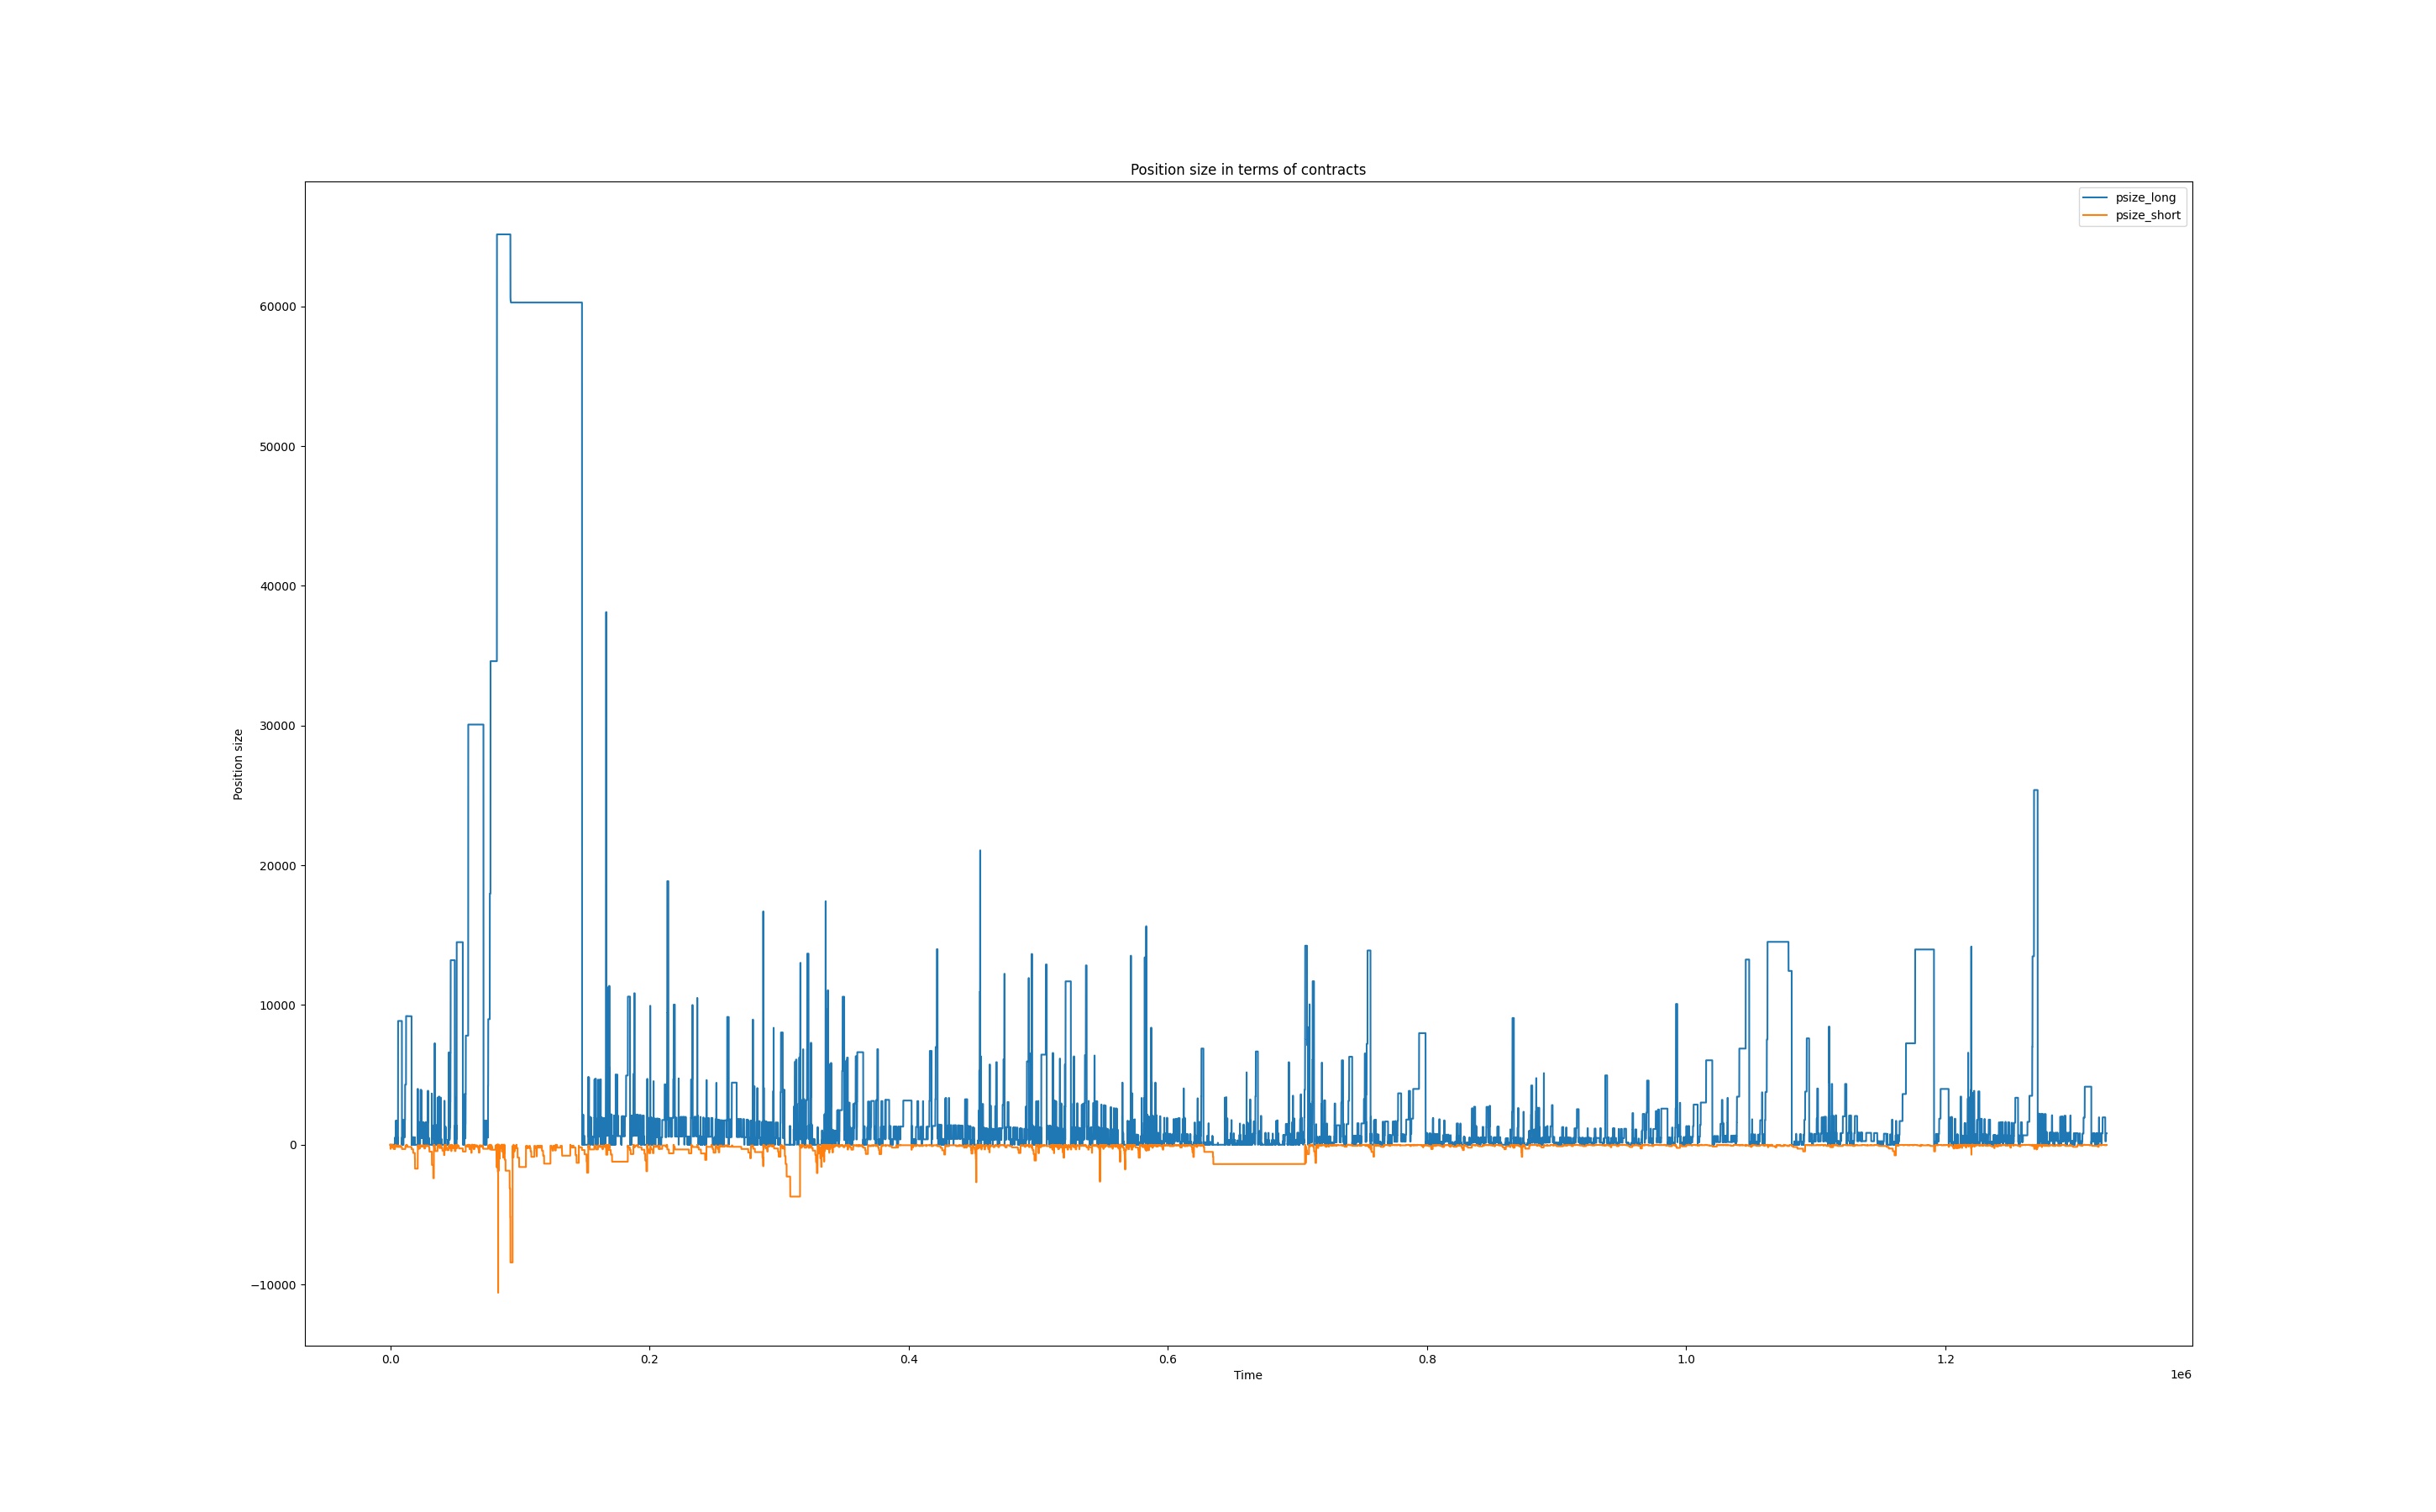 Position size in terms of contracts
psize_long
psize_short
60000
50000
40000
30000
20000
10000
0
−10000
Position size
0.0
0.2
0.4
0.6
0.8
1.0
1.2
Time
1e6